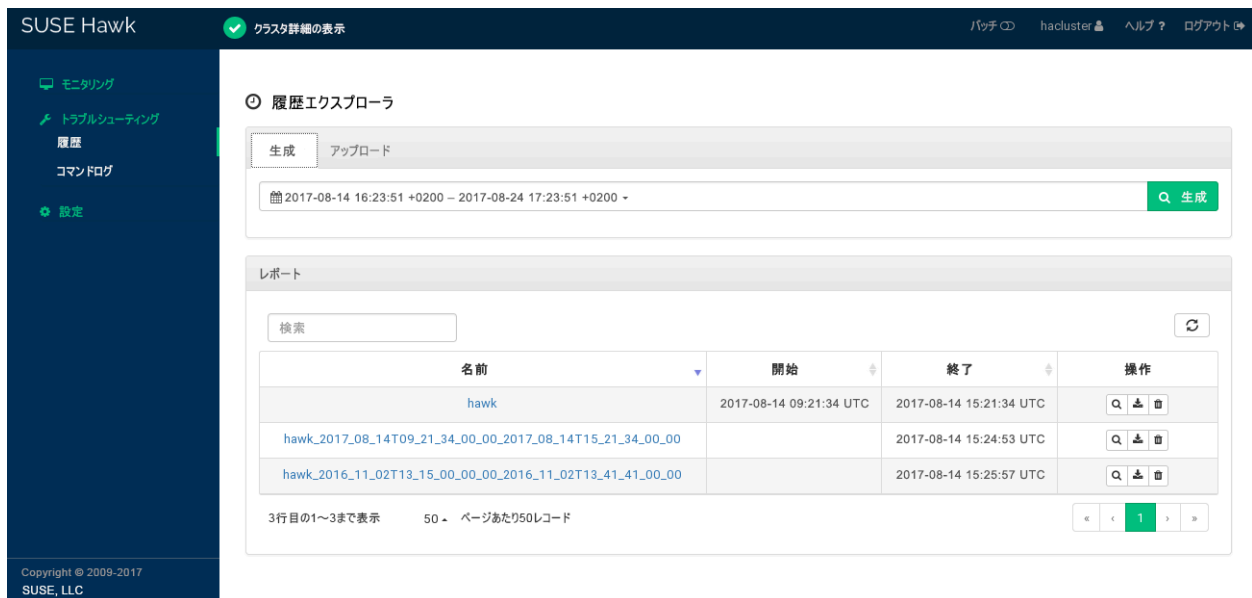 SUSE Hawk
クラスタ詳細の表示
バッチ hacluster ヘルプ ? ログアウト
モニタリング
トラブルシューティング
履歴
コマンドログ
設定
履歴エクスプローラ
生成 アップロード
2017-08-14 16:23:51 +0200 – 2017-08-24 17:23:51 +0200
生成
レポート
検索
名前 開始 終了 操作
hawk 2017-08-14 09:21:34 UTC 2017-08-14 15:21:34 UTC
hawk_2017_08_14T09_21_34_00_00_2017_08_14T15_21_34_00_00 2017-08-14 15:24:53 UTC
hawk_2016_11_02T13_15_00_00_00_2016_11_02T13_41_41_00_00 2017-08-14 15:25:57 UTC
3行目の1～3まで表示 50 ページあたり50レコード
« ‹ 1 › »
Copyright © 2009-2017
SUSE, LLC